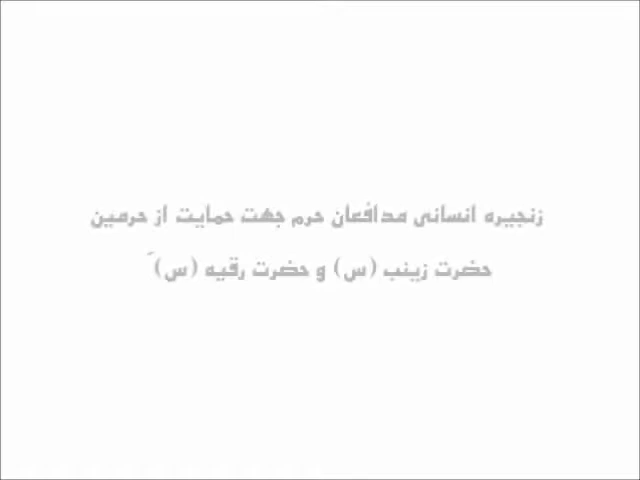 زنجیره انسانی مدافعان حرم جهت حمایت از حرمین
حضرت زینب (س) و حضرت رقیه (س)َ